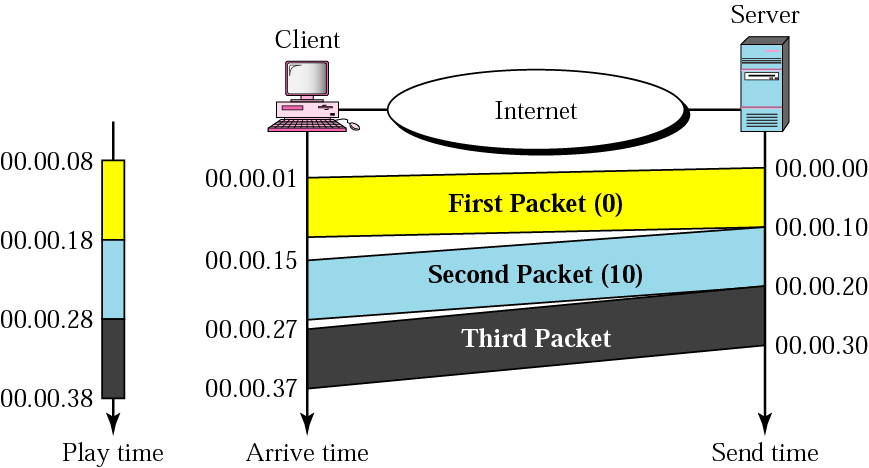 Server
Client
Internet
00.00.08
00.00.01
00.00.00
First Packet (0)
00.00.10
00.00.18
00.00.15
Second Packet (10)
00.00.20
00.00.28
00.00.27
Third Packet
00.00.30
00.00.37
00.00.38
Play time
Arrive time
Send time